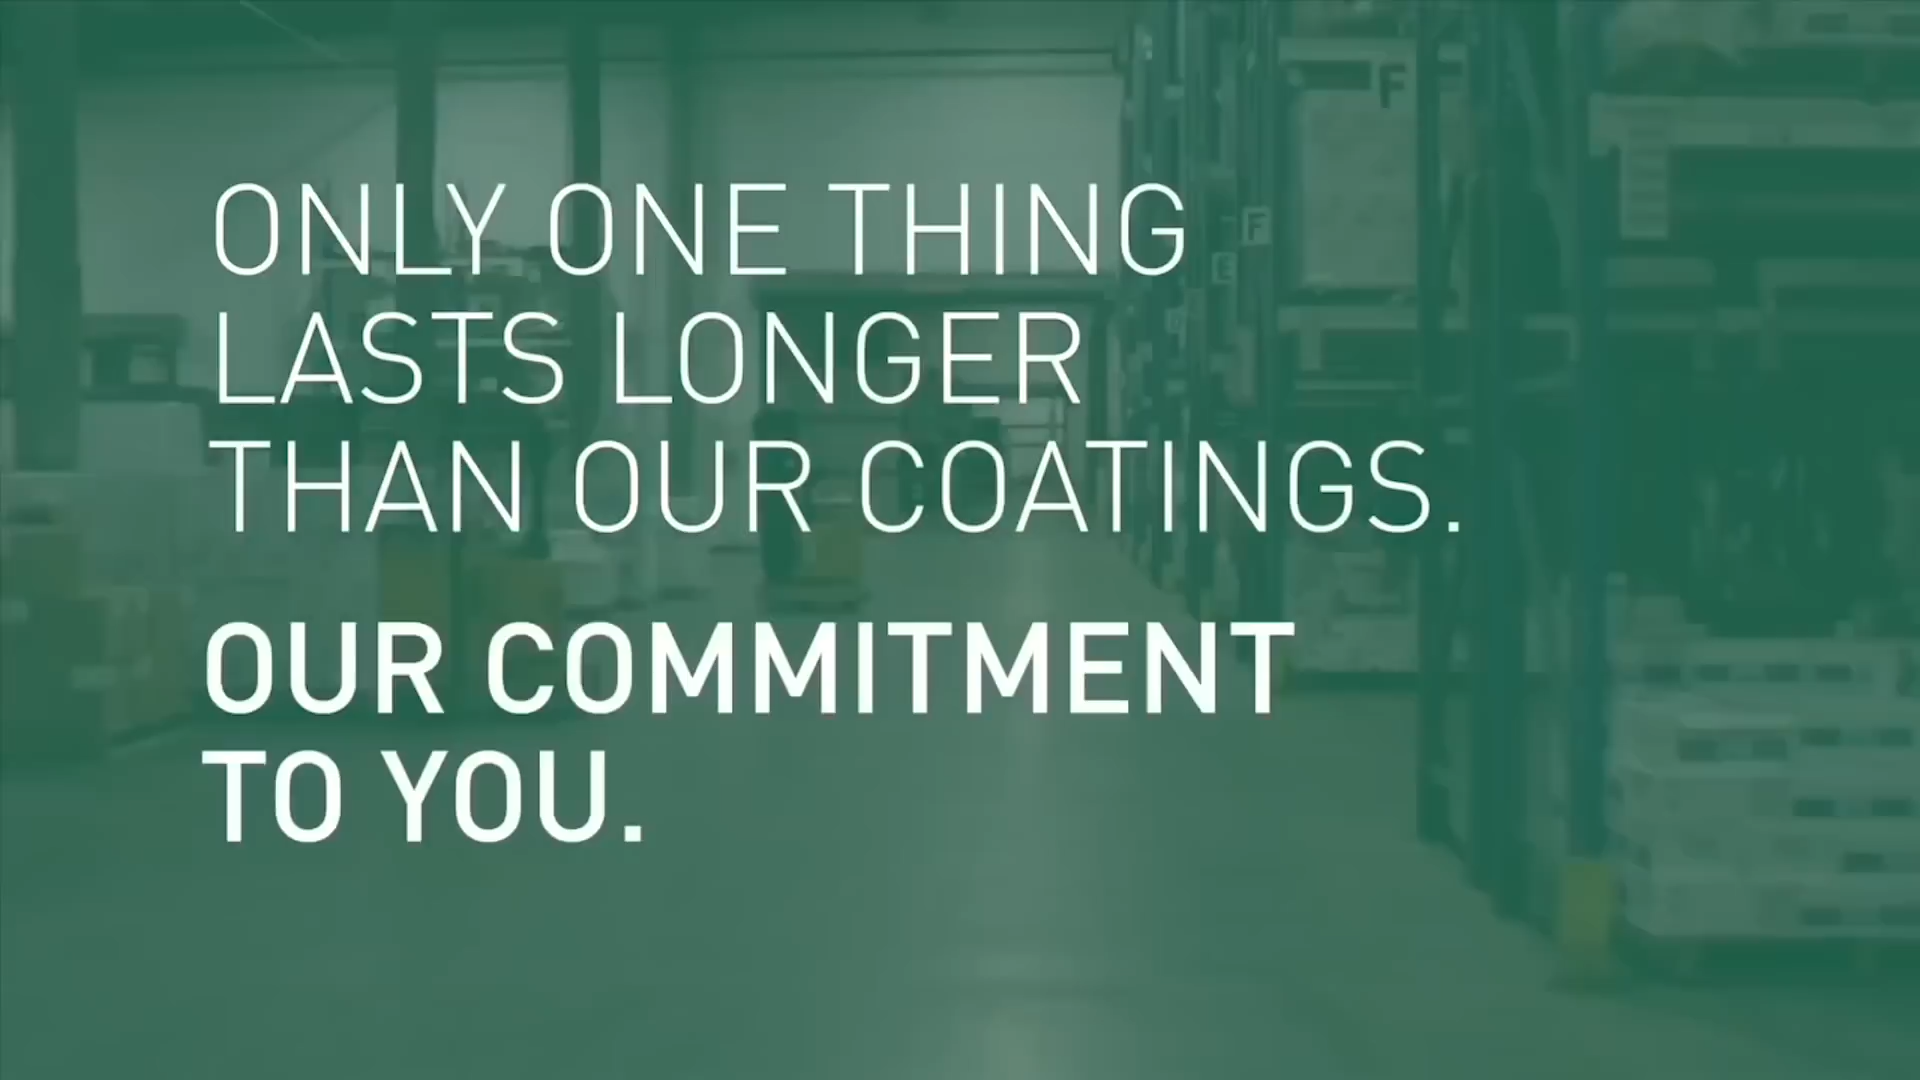 ONLY ONE THING
LASTS LONGER
THAN OUR COATINGS.
OUR COMMITMENT
TO YOU.
F
F
E